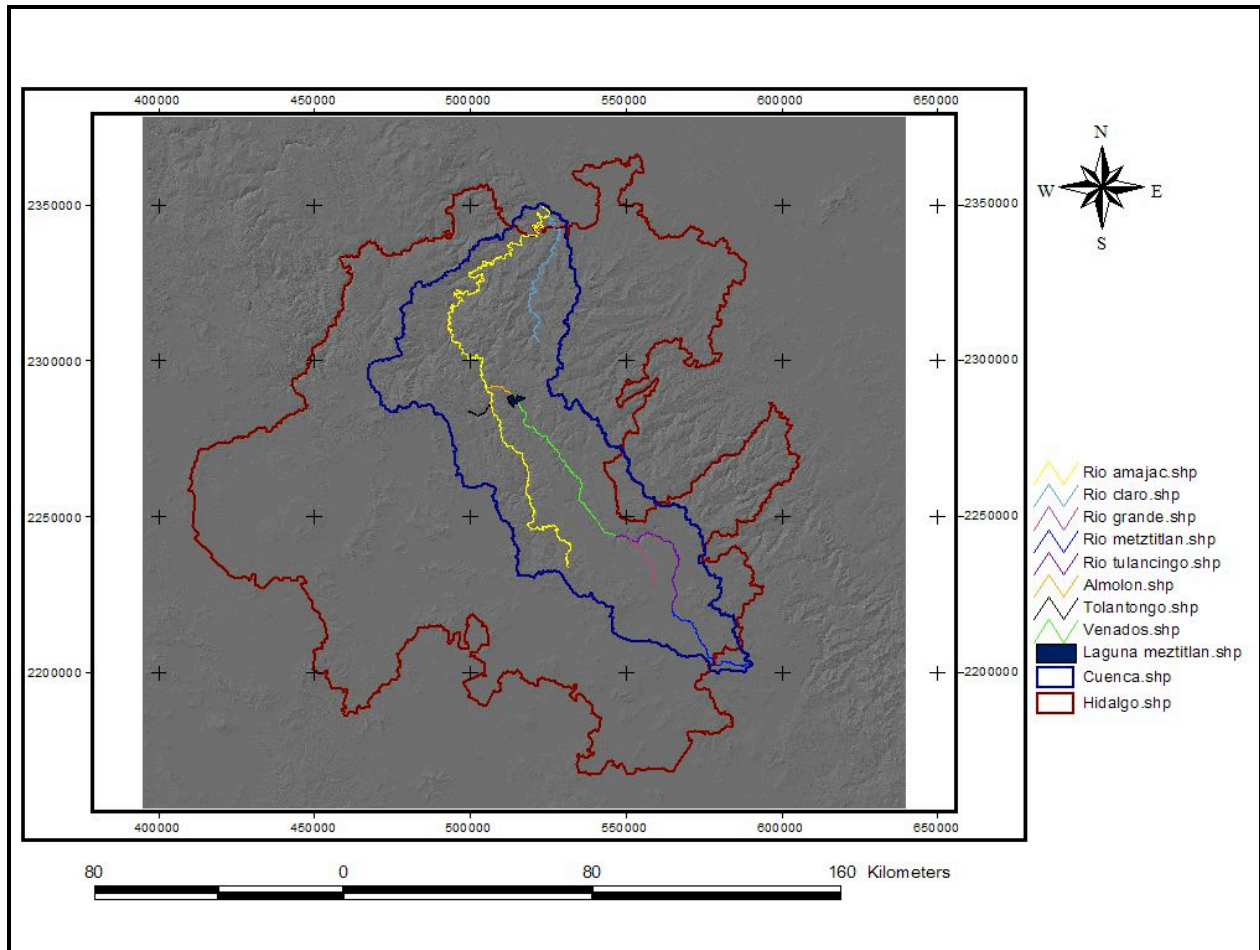 400000 450000 500000 550000 600000 650000
N
W E
S
2350000 2350000
2300000 2300000
2250000 2250000
2200000 2200000
400000 450000 500000 550000 600000 650000
Rio amajac.shp
Rio claro.shp
Rio grande.shp
Rio metztitlan.shp
Rio tulancingo.shp
Almolon.shp
Tolantongo.shp
Venados.shp
Laguna meztitlan.shp
Cuenca.shp
Hidalgo.shp
80 0 80 160 Kilometers